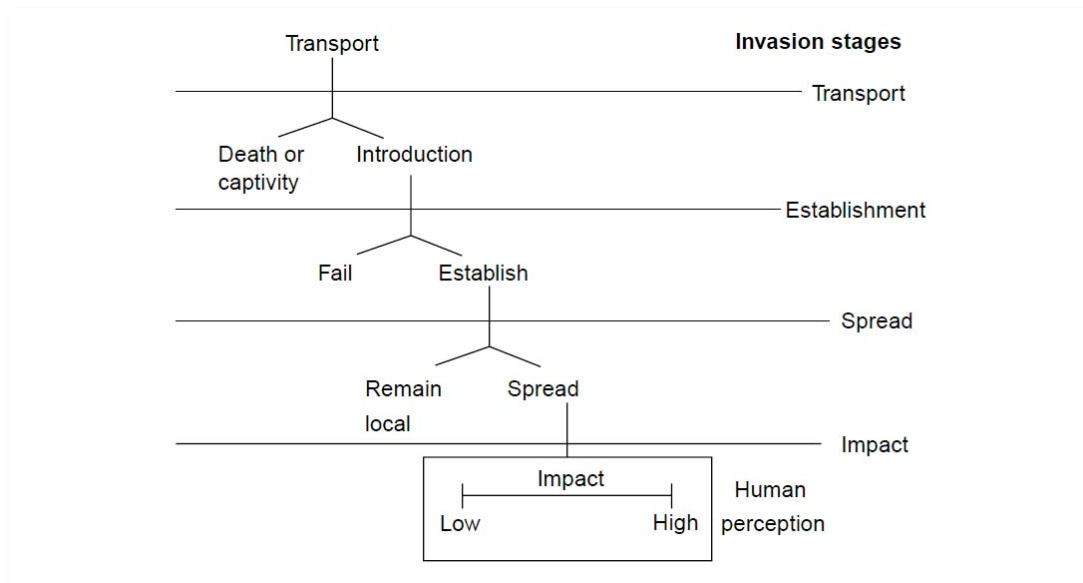 Transport
Invasion stages
Transport
Death or
captivity
Introduction
Establishment
Fail
Establish
Spread
Remain
local
Spread
Impact
Impact
Low
High
Human
perception